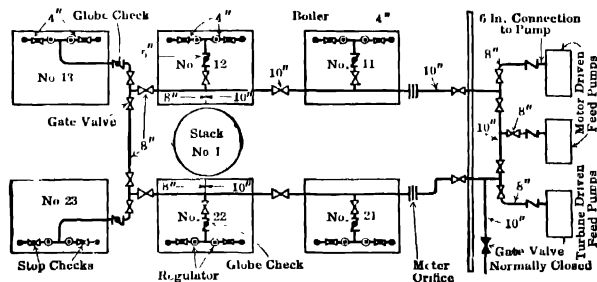 Globe Check
4"
Boiler
4"
4"
6 In. Connection
to Pump
No 13
5"
No
12
No.
11
8"
10"
10"
8"
10"
Gate Valve
8"
Stack
No 1
8"
10"
Motor Driven
Feed Pumps
8"
10"
8"
10"
No 23
No.
22
No.
21
8"
10"
Turbine Driven
Feed Pumps
Stop Checks
Regulator
Globe Check
Meter
Orifice
Gate Valve
Normally Closed